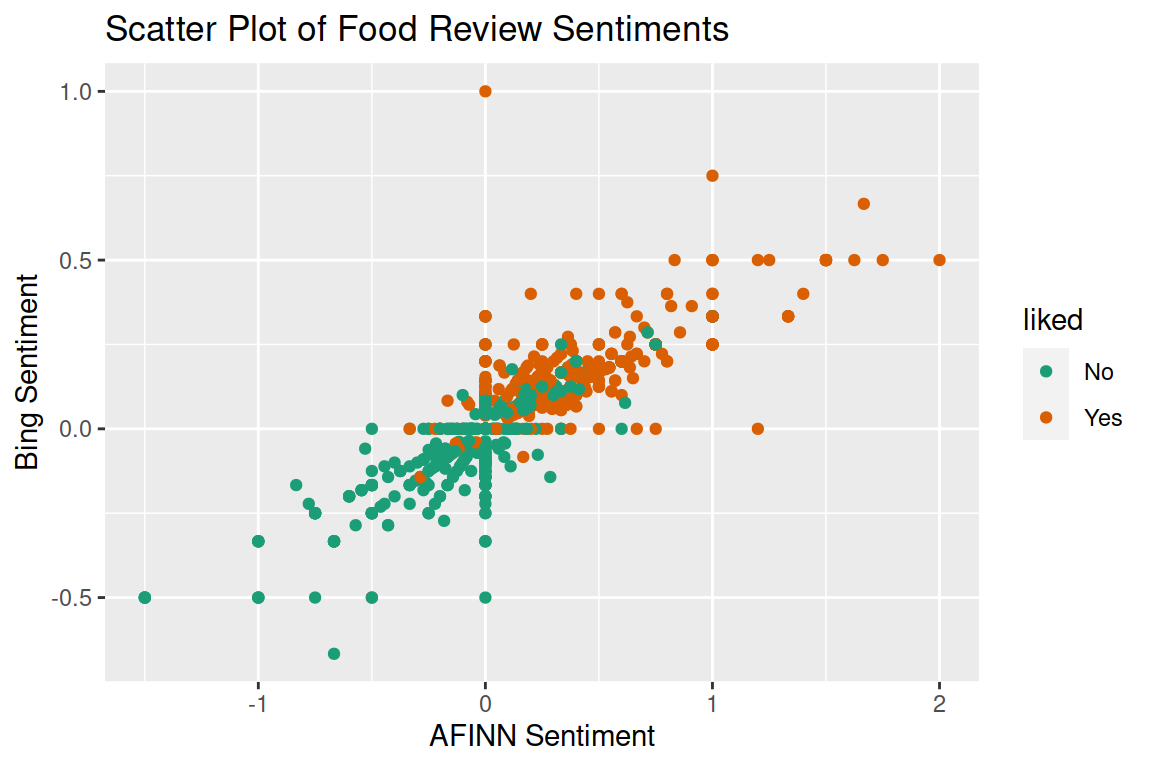 Scatter Plot of Food Review Sentiments
1.0
0.5
0.0
-0.5
Bing Sentiment
-1
0
1
2
AFINN Sentiment
liked
No
Yes